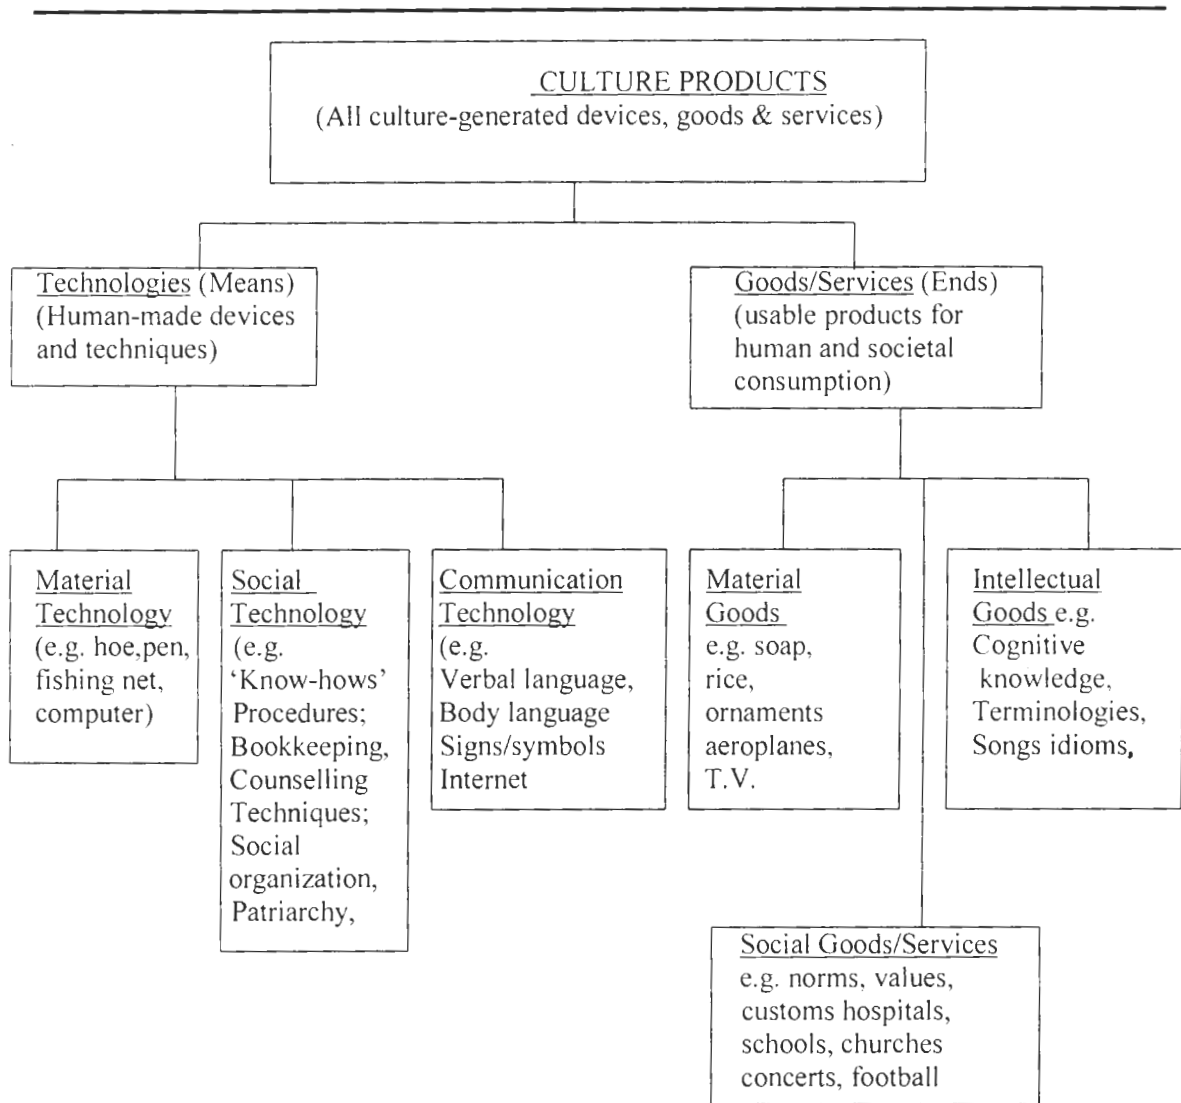 CULTURE PRODUCTS
(All culture-generated devices, goods & services)
Technologies (Means)
(Human-made devices
and techniques)
Goods/Services (Ends)
(usable products for
human and societal
consumption)
Material
Technology
(e.g. hoe,pen,
fishing net,
computer)
Social
Technology
(e.g.
‘Know-hows’
Procedures;
Bookkeeping,
Counselling
Techniques;
Social
organization,
Patriarchy,
Communication
Technology
(e.g.
Verbal language,
Body language
Signs/symbols
Internet
Material
Goods
e.g. soap,
rice,
ornaments
aeroplanes,
T.V.
Intellectual
Goods e.g.
Cognitive
knowledge,
Terminologies,
Songs idioms,
Social Goods/Services
e.g. norms, values,
customs hospitals,
schools, churches
concerts, football